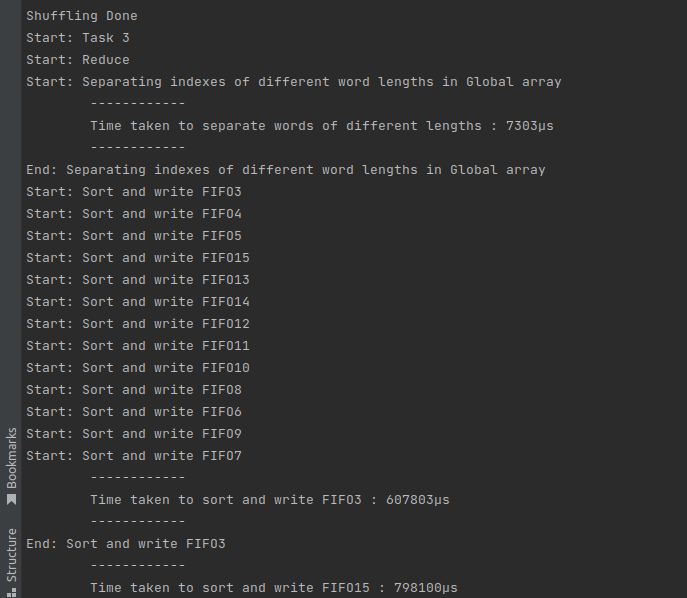 Shuffling Done
Start: Task 3
Start: Reduce
Start: Separating indexes of different word lengths in Global array
------------
Time taken to separate words of different lengths : 7303µs
------------
End: Separating indexes of different word lengths in Global array
Start: Sort and write FIFO3
Start: Sort and write FIFO4
Start: Sort and write FIFO5
Start: Sort and write FIFO15
Start: Sort and write FIFO13
Start: Sort and write FIFO14
Start: Sort and write FIFO12
Start: Sort and write FIFO11
Start: Sort and write FIFO10
Start: Sort and write FIFO8
Start: Sort and write FIFO6
Start: Sort and write FIFO9
Start: Sort and write FIFO7
------------
Time taken to sort and write FIFO3 : 607803µs
------------
End: Sort and write FIFO3
------------
Time taken to sort and write FIFO15 : 798100µs
Bookmarks
Structure